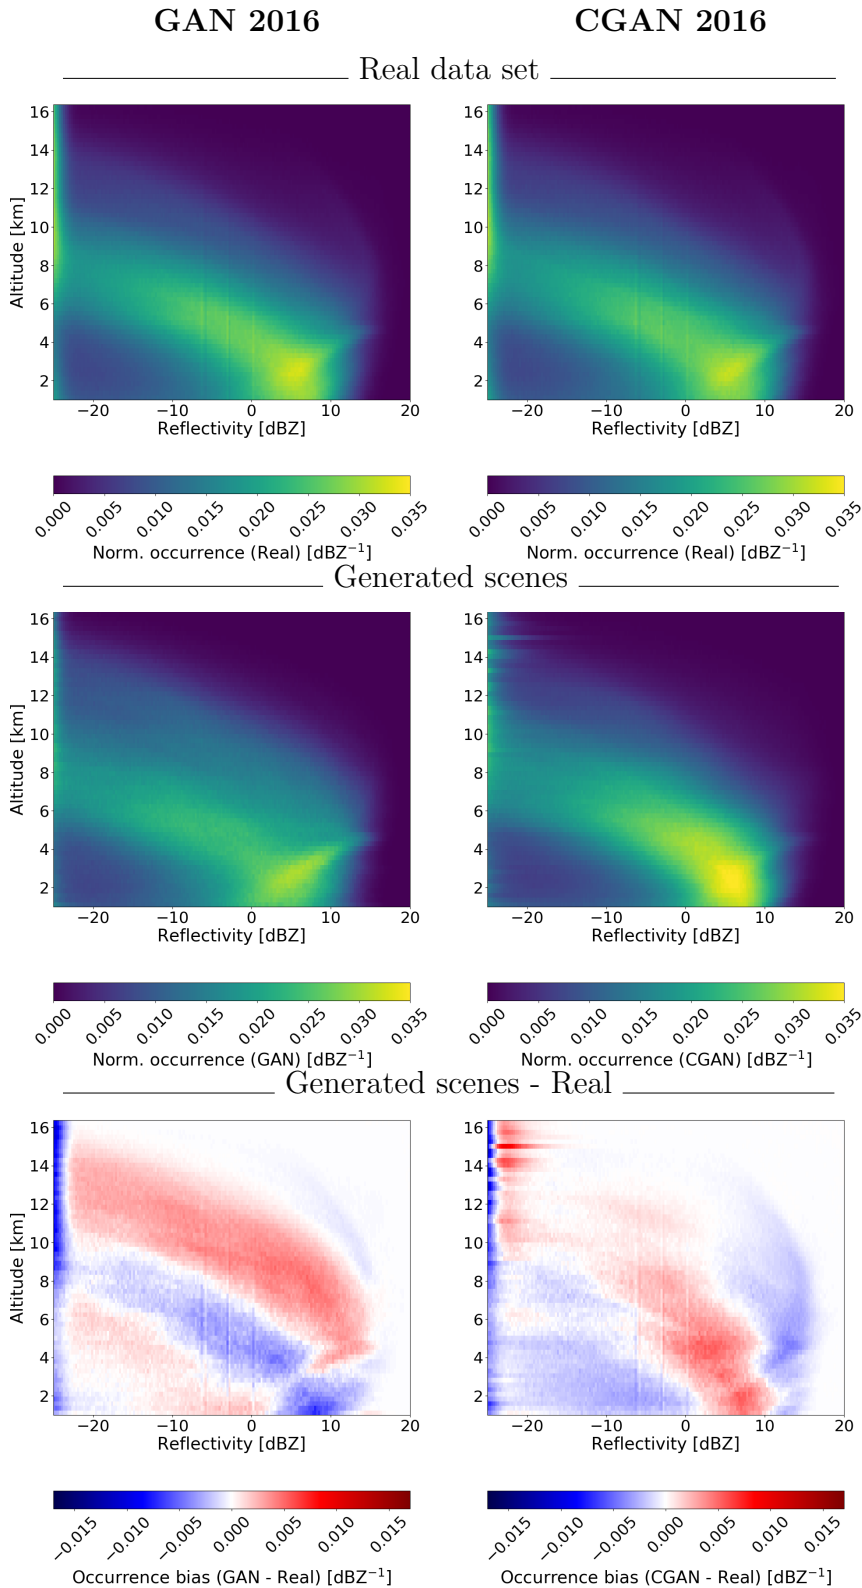 GAN 2016 CGAN 2016
Real data set
16 14 12 10 8 6 4 2
Altitude [km]
−20 −10 0 10 20
Reflectivity [dBZ]
16 14 12 10 8 6 4 2
−20 −10 0 10 20
Reflectivity [dBZ]
0.000 0.005 0.010 0.015 0.020 0.025 0.030 0.035
Norm. occurrence (Real) [dBZ⁻¹]
0.000 0.005 0.010 0.015 0.020 0.025 0.030 0.035
Norm. occurrence (Real) [dBZ⁻¹]
Generated scenes
16 14 12 10 8 6 4 2
Altitude [km]
−20 −10 0 10 20
Reflectivity [dBZ]
16 14 12 10 8 6 4 2
−20 −10 0 10 20
Reflectivity [dBZ]
0.000 0.005 0.010 0.015 0.020 0.025 0.030 0.035
Norm. occurrence (GAN) [dBZ⁻¹]
0.000 0.005 0.010 0.015 0.020 0.025 0.030 0.035
Norm. occurrence (CGAN) [dBZ⁻¹]
Generated scenes - Real
16 14 12 10 8 6 4 2
Altitude [km]
−20 −10 0 10 20
Reflectivity [dBZ]
16 14 12 10 8 6 4 2
−20 −10 0 10 20
Reflectivity [dBZ]
−0.015 −0.010 −0.005 0.000 0.005 0.010 0.015
Occurrence bias (GAN - Real) [dBZ⁻¹]
−0.015 −0.010 −0.005 0.000 0.005 0.010 0.015
Occurrence bias (CGAN - Real) [dBZ⁻¹]